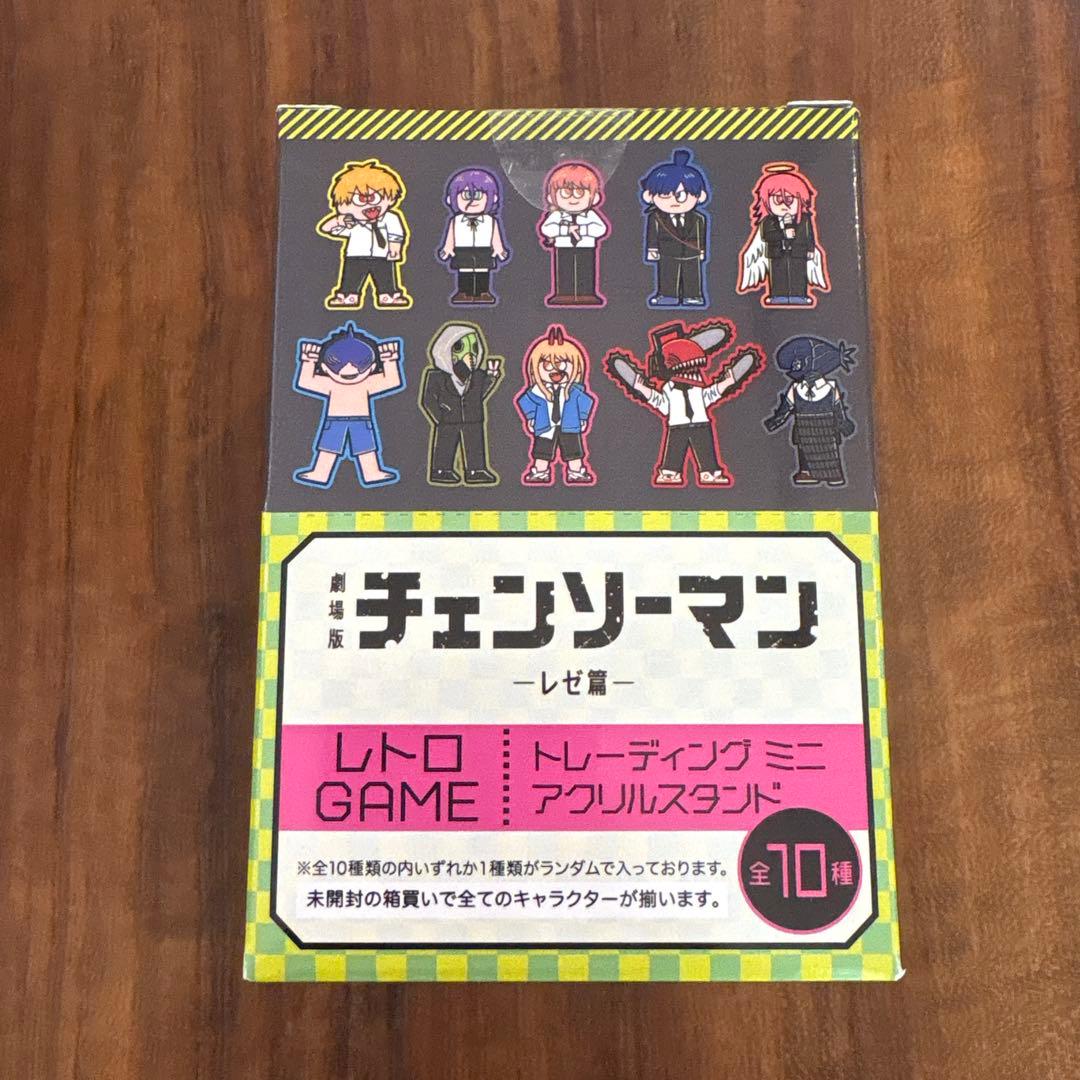 劇場版
チェンソーマン
―レゼ篇―
レトロ
GAME
トレーディング ミニ
アクリルスタンド
※全10種類の内いずれか1種類がランダムで入っております。
未開封の箱買いで全てのキャラクターが揃います。
全10種